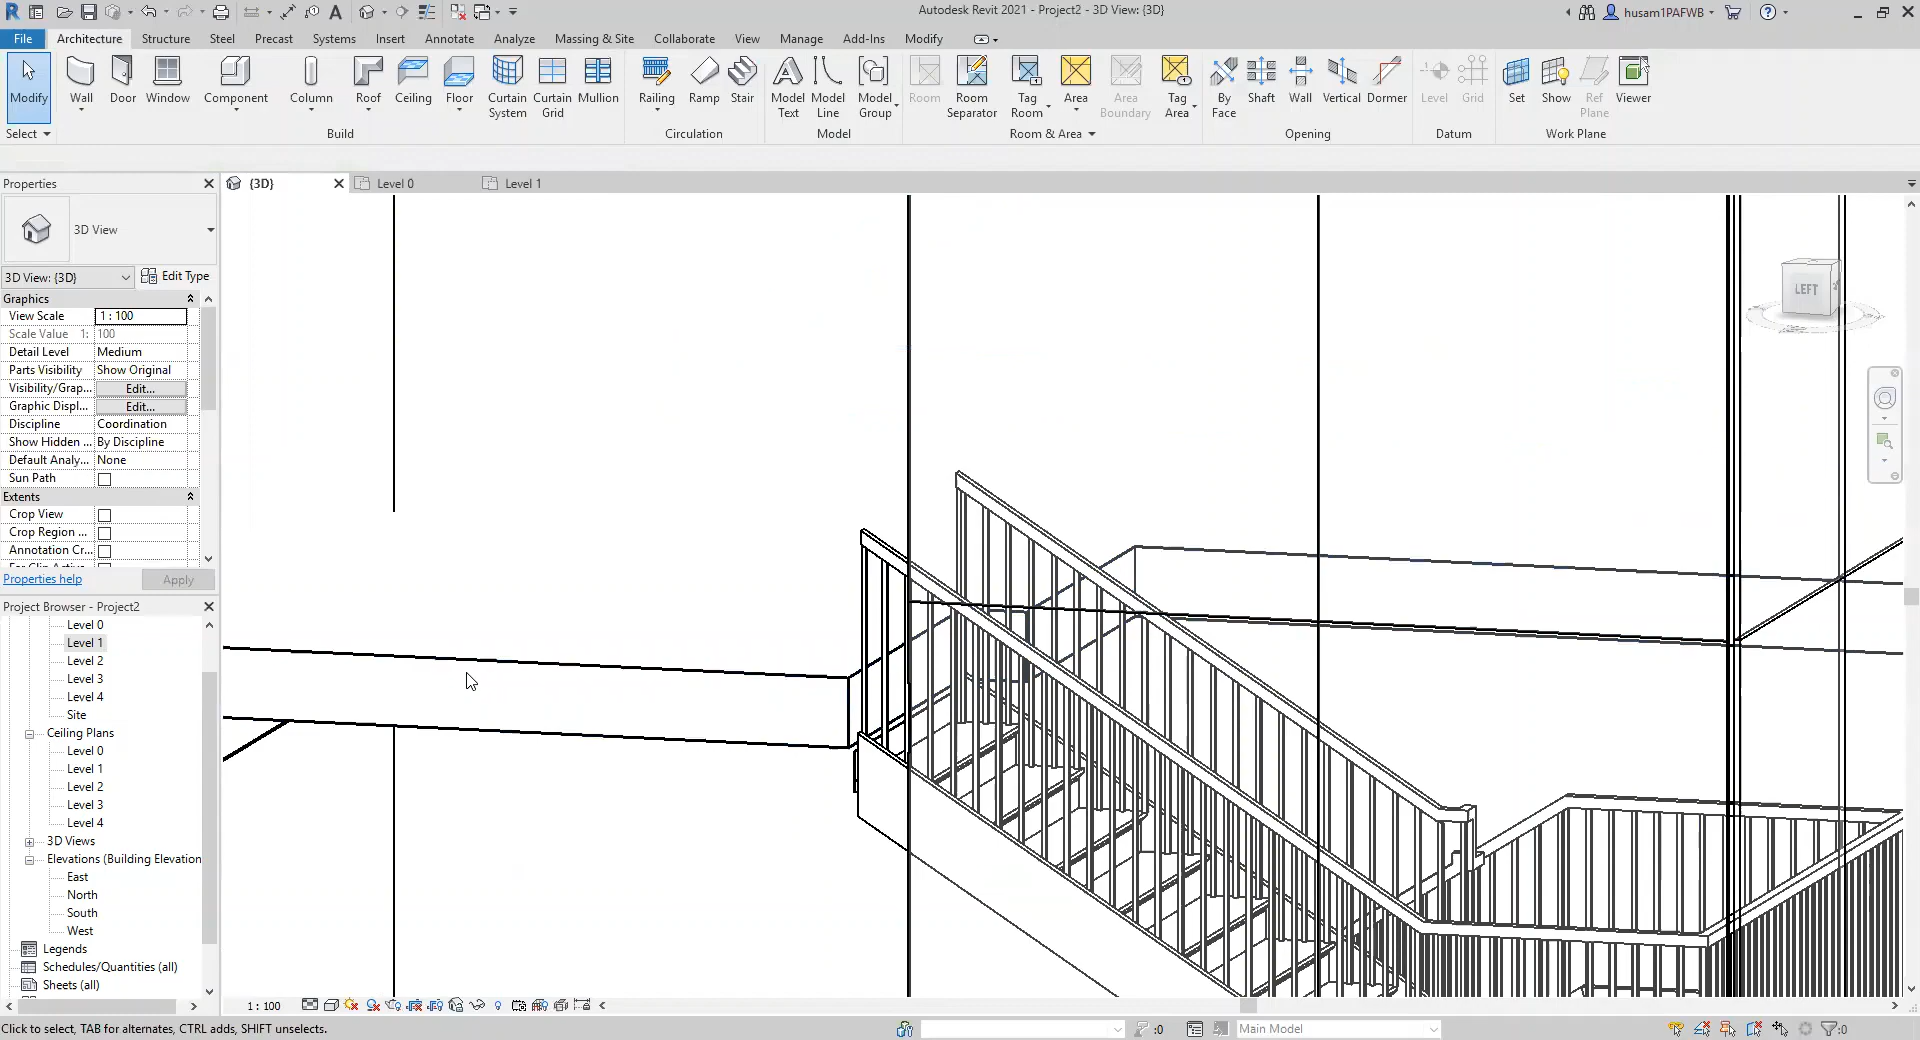 Autodesk Revit 2021 - Project2 - 3D View: {3D}
husam1PAFWB
File Architecture Structure Steel Precast Systems Insert Annotate Analyze Massing & Site Collaborate View Manage Add-Ins Modify
Modify Wall Door Window Component Column Roof Ceiling Floor Curtain System Curtain Grid Mullion Railing Ramp Stair Model Text Model Line Model Group Room Room Separator Tag Room Area Area Boundary Tag Area By Face Shaft Wall Vertical Dormer Level Grid Set Show Ref Plane Viewer
Select Build Circulation Model Room & Area Opening Datum Work Plane
Properties
{3D} Level 0 Level 1
3D View
3D View: {3D} Edit Type
LEFT
Graphics
View Scale 1 : 100
Scale Value 1: 100
Detail Level Medium
Parts Visibility Show Original
Visibility/Grap... Edit...
Graphic Displ... Edit...
Discipline Coordination
Show Hidden ... By Discipline
Default Analy... None
Sun Path
Extents
Crop View
Crop Region ...
Annotation Cr...
Properties help Apply
Project Browser - Project2
Level 0
Level 1
Level 2
Level 3
Level 4
Site
Ceiling Plans
Level 0
Level 1
Level 2
Level 3
Level 4
3D Views
Elevations (Building Elevation
East
North
South
West
Legends
Schedules/Quantities (all)
Sheets (all)
1 : 100
Click to select, TAB for alternates, CTRL adds, SHIFT unselects.
:0 Main Model :0